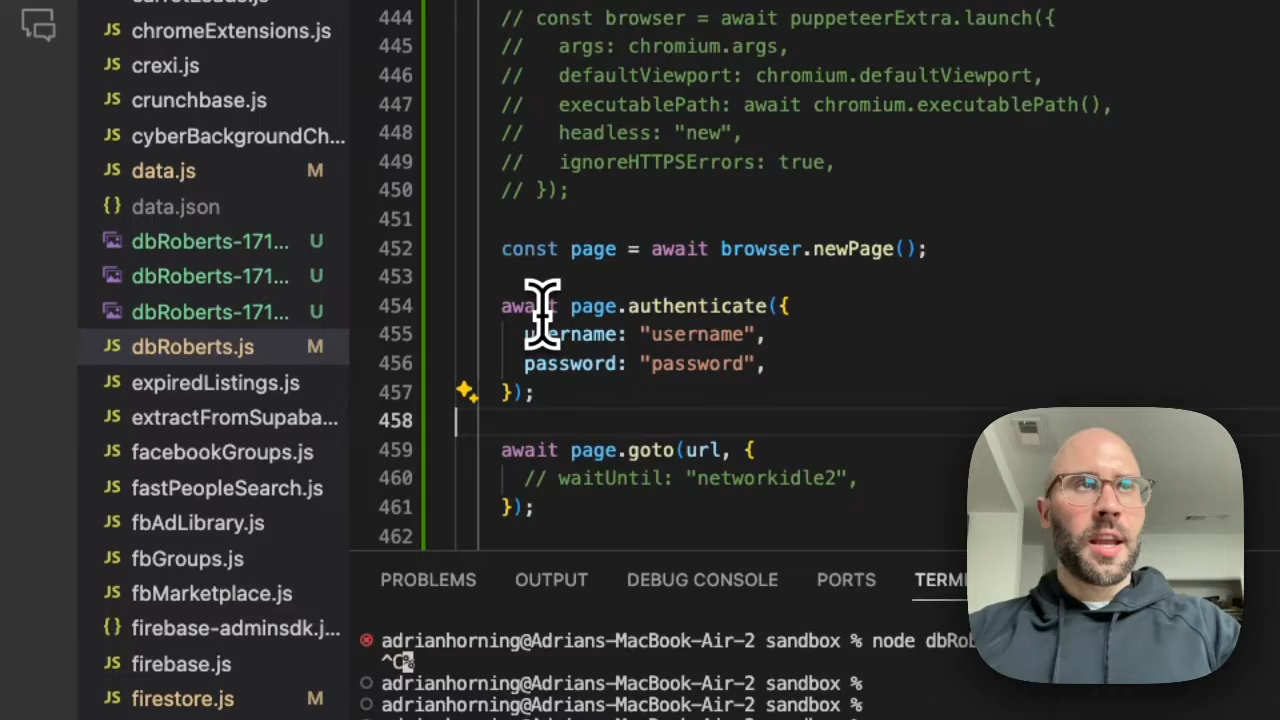 chromeExtensions.js
crexi.js
crunchbase.js
cyberBackgroundCh...
data.js M
data.json
dbRoberts-171... U
dbRoberts-171... U
dbRoberts-171... U
dbRoberts.js M
expiredListings.js
extractFromSupaba...
facebookGroups.js
fastPeopleSearch.js
fbAdLibrary.js
fbGroups.js
fbMarketplace.js
firebase-adminsdk.j...
firebase.js
firestore.js M
444 // const browser = await puppeteerExtra.launch({
445 //   args: chromium.args,
446 //   defaultViewport: chromium.defaultViewport,
447 //   executablePath: await chromium.executablePath(),
448 //   headless: "new",
449 //   ignoreHTTPSErrors: true,
450 // });
451
452 const page = await browser.newPage();
453
454 await page.authenticate({
455 username: "username",
456 password: "password",
457 });
458
459 await page.goto(url, {
460 // waitUntil: "networkidle2",
461 });
462
PROBLEMS OUTPUT DEBUG CONSOLE PORTS TERM
adrianhorning@Adrians-MacBook-Air-2 sandbox % node dbRob
^C%
adrianhorning@Adrians-MacBook-Air-2 sandbox %
adrianhorning@Adrians-MacBook-Air-2 sandbox %